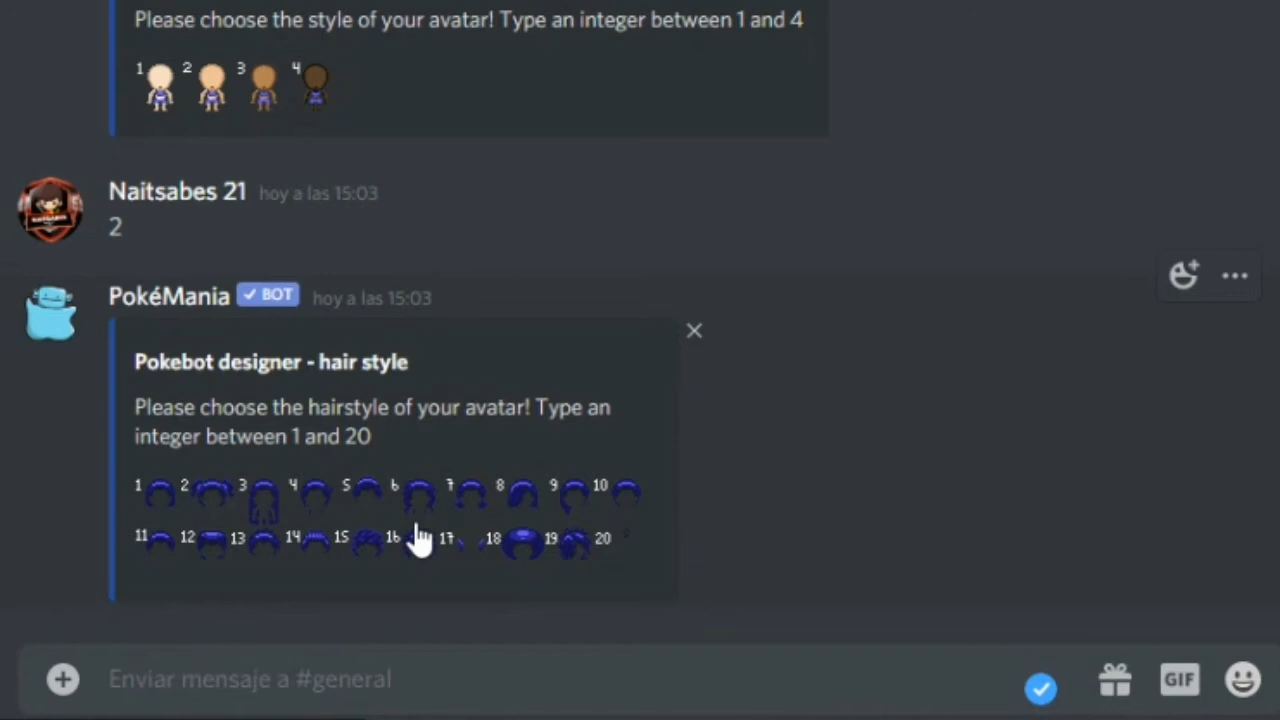 Please choose the style of your avatar! Type an integer between 1 and 4
1 2 3 4
Naitsabes 21 hoy a las 15:03
2
PokéMania ✓ BOT hoy a las 15:03
Pokebot designer - hair style
Please choose the hairstyle of your avatar! Type an
integer between 1 and 20
1 2 3 4 5 6 7 8 9 10
11 12 13 14 15 16 17 18 19 20
Enviar mensaje a #general
GIF